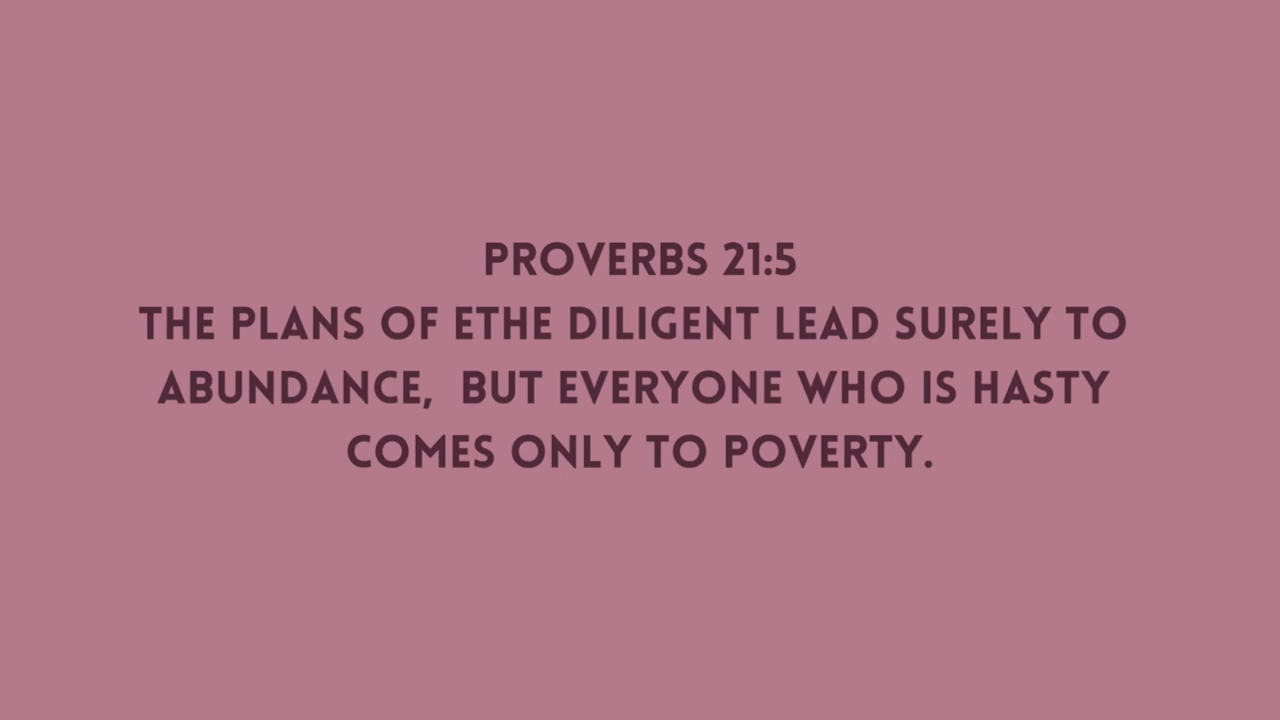 PROVERBS 21:5
THE PLANS OF ETHE DILIGENT LEAD SURELY TO
ABUNDANCE,  BUT EVERYONE WHO IS HASTY
COMES ONLY TO POVERTY.